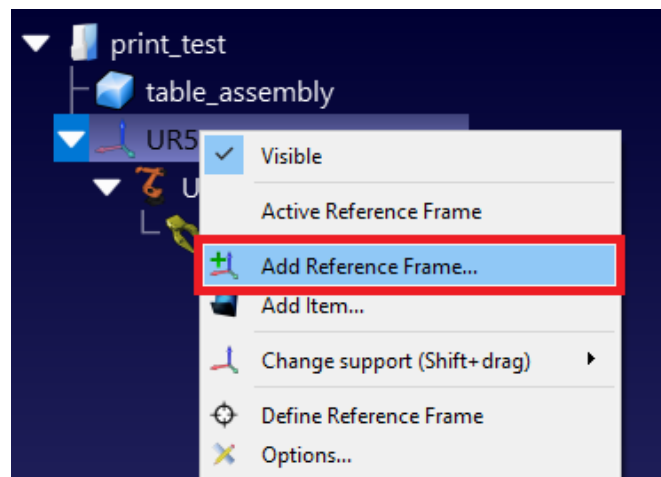 print_test
table_assembly
UR5
Visible
U
Active Reference Frame
Add Reference Frame...
Add Item...
Change support (Shift+drag)
Define Reference Frame
Options...